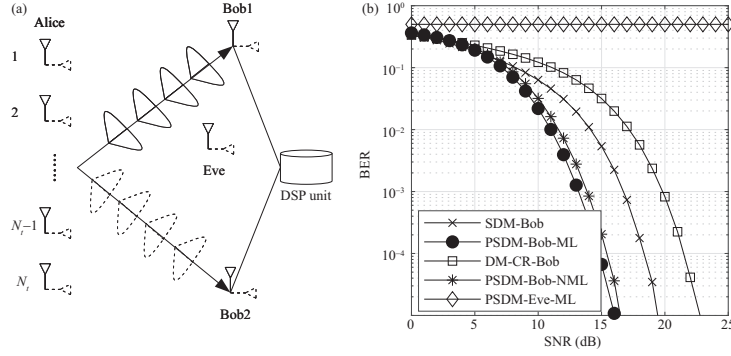 (a)
Alice
1
2
N_t−1
N_t
Bob1
Eve
DSP unit
Bob2
(b)
BER
10^0
10^-1
10^-2
10^-3
10^-4
SDM-Bob
PSDM-Bob-ML
DM-CR-Bob
PSDM-Bob-NML
PSDM-Eve-ML
0 5 10 15 20 25
SNR (dB)